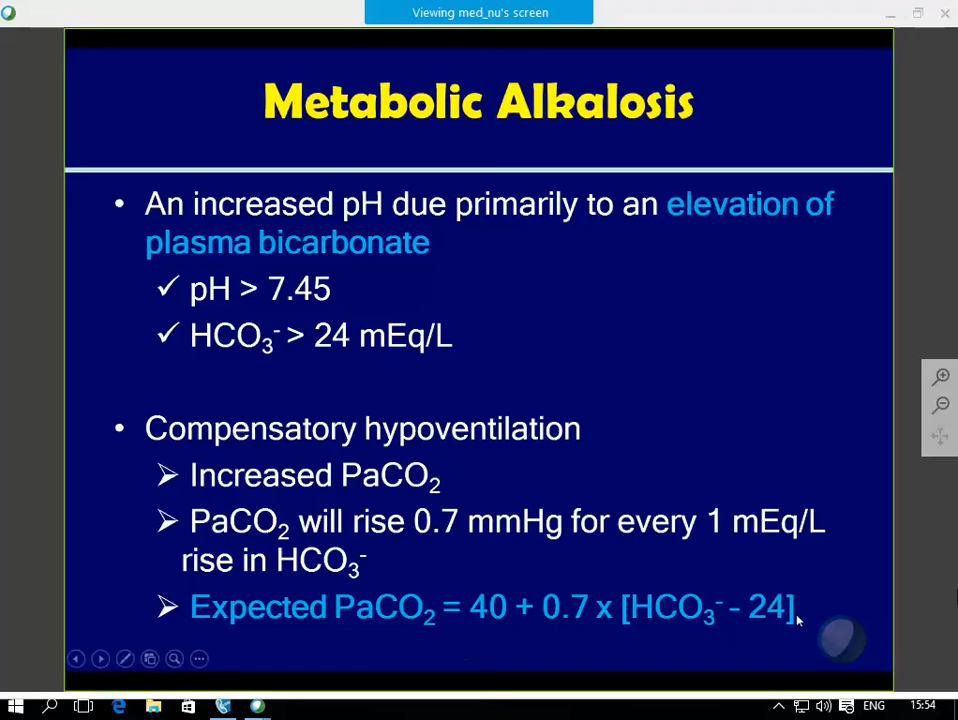 Viewing med_nu's screen
Metabolic Alkalosis
• An increased pH due primarily to an elevation of
plasma bicarbonate
✓ pH > 7.45
✓ HCO₃⁻ > 24 mEq/L
• Compensatory hypoventilation
➢ Increased PaCO₂
➢ PaCO₂ will rise 0.7 mmHg for every 1 mEq/L
rise in HCO₃⁻
➢ Expected PaCO₂ = 40 + 0.7 x [HCO₃⁻ - 24]
ENG
15:54